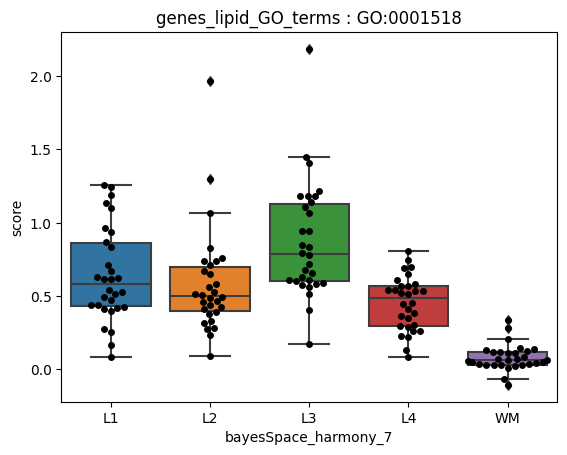 genes_lipid_GO_terms : GO:0001518
score
2.0
1.5
1.0
0.5
0.0
L1 L2 L3 L4 WM
bayesSpace_harmony_7